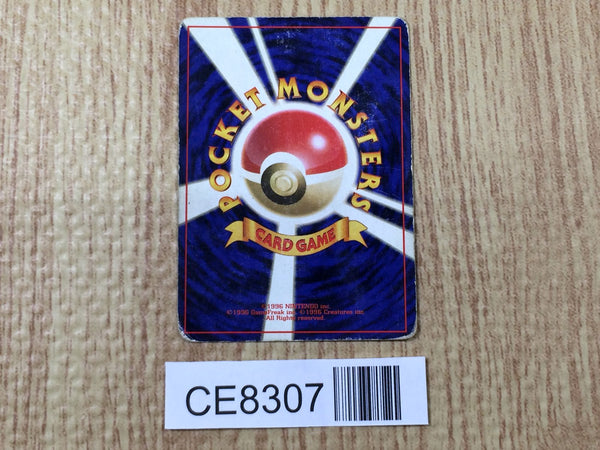 POCKET MONSTERS
CARD GAME
©1996 NINTENDO inc.
©1996 GameFreak inc. ©1996 Creatures inc.
All Rights reserved.
CE8307